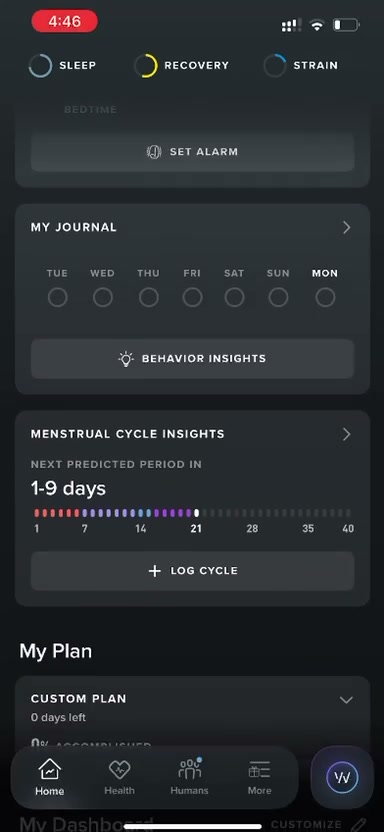 4:46
SLEEP RECOVERY STRAIN
BEDTIME
SET ALARM
MY JOURNAL
TUE WED THU FRI SAT SUN MON
BEHAVIOR INSIGHTS
MENSTRUAL CYCLE INSIGHTS
NEXT PREDICTED PERIOD IN
1-9 days
1 7 14 21 28 35 40
+ LOG CYCLE
My Plan
CUSTOM PLAN
0 days left
0% ACCOMPLISHED
Home Health Humans More
W
My Dashboard CUSTOMIZE